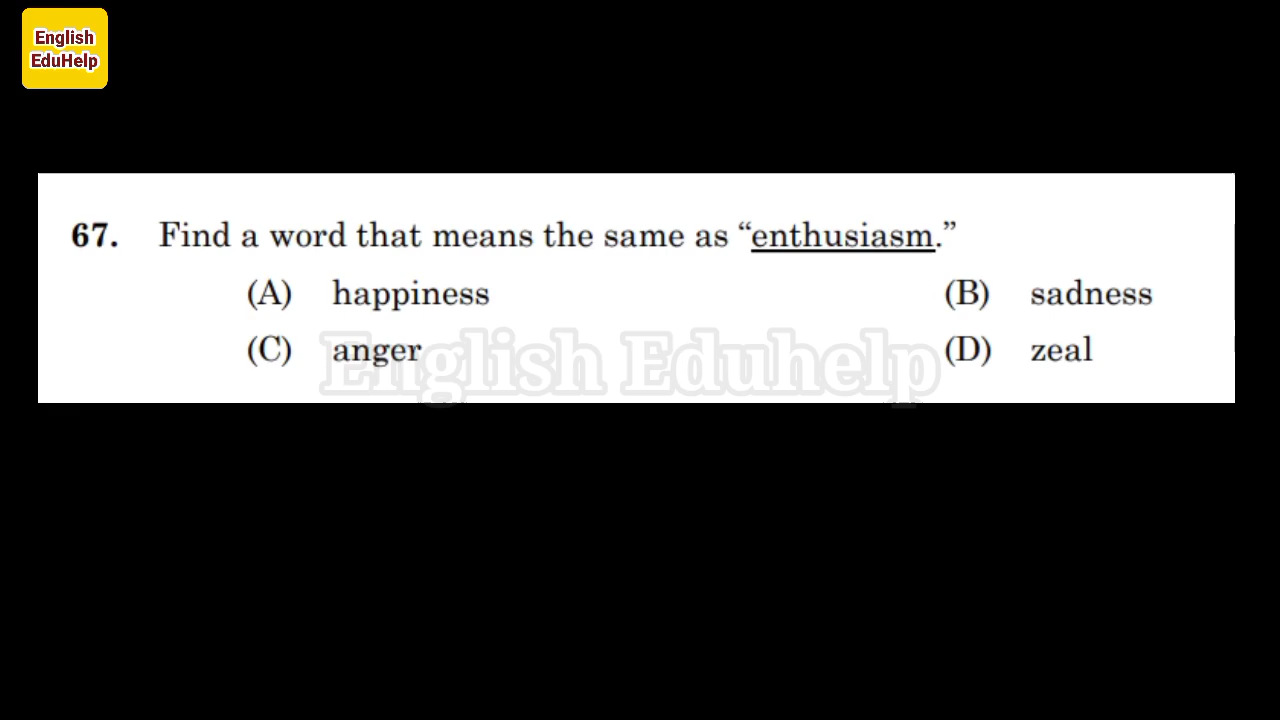 English
EduHelp
67. Find a word that means the same as “enthusiasm.”
(A) happiness (B) sadness
(C) anger (D) zeal
English Eduhelp